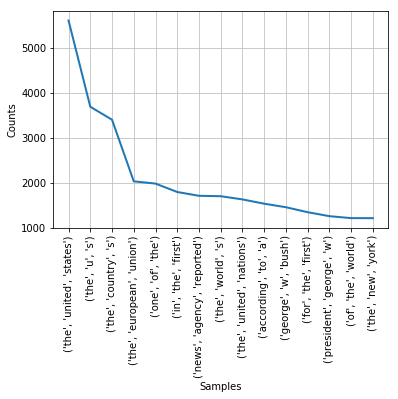 5000
4000
3000
2000
1000
Counts
('the', 'united', 'states')
('the', 'u', 's')
('the', 'country', 's')
('the', 'european', 'union')
('one', 'of', 'the')
('in', 'the', 'first')
('news', 'agency', 'reported')
('the', 'world', 's')
('the', 'united', 'nations')
('according', 'to', 'a')
('george', 'w', 'bush')
('for', 'the', 'first')
('president', 'george', 'w')
('of', 'the', 'world')
('the', 'new', 'york')
Samples